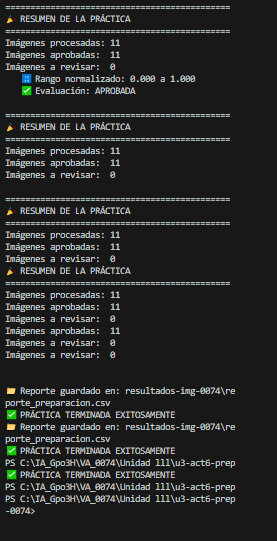 ============================================
🎉 RESUMEN DE LA PRÁCTICA
============================================
Imágenes procesadas: 11
Imágenes aprobadas:  11
Imágenes a revisar:  0
🔢 Rango normalizado: 0.000 a 1.000
✅ Evaluación: APROBADA

============================================
🎉 RESUMEN DE LA PRÁCTICA
============================================
Imágenes procesadas: 11
Imágenes aprobadas:  11
Imágenes a revisar:  0

============================================
🎉 RESUMEN DE LA PRÁCTICA
============================================
Imágenes procesadas: 11
Imágenes aprobadas:  11
Imágenes a revisar:  0
🎉 RESUMEN DE LA PRÁCTICA
============================================
Imágenes procesadas: 11
Imágenes aprobadas:  11
Imágenes a revisar:  0
Imágenes aprobadas:  11
Imágenes a revisar:  0
Imágenes a revisar:  0

📂 Reporte guardado en: resultados-img-0074\re
porte_preparacion.csv
✅ PRÁCTICA TERMINADA EXITOSAMENTE
📂 Reporte guardado en: resultados-img-0074\re
porte_preparacion.csv
✅ PRÁCTICA TERMINADA EXITOSAMENTE
PS C:\IA_Gpo3H\VA_0074\Unidad lll\u3-act6-prep
✅ PRÁCTICA TERMINADA EXITOSAMENTE
PS C:\IA_Gpo3H\VA_0074\Unidad lll\u3-act6-prep
PS C:\IA_Gpo3H\VA_0074\Unidad lll\u3-act6-prep
-0074>